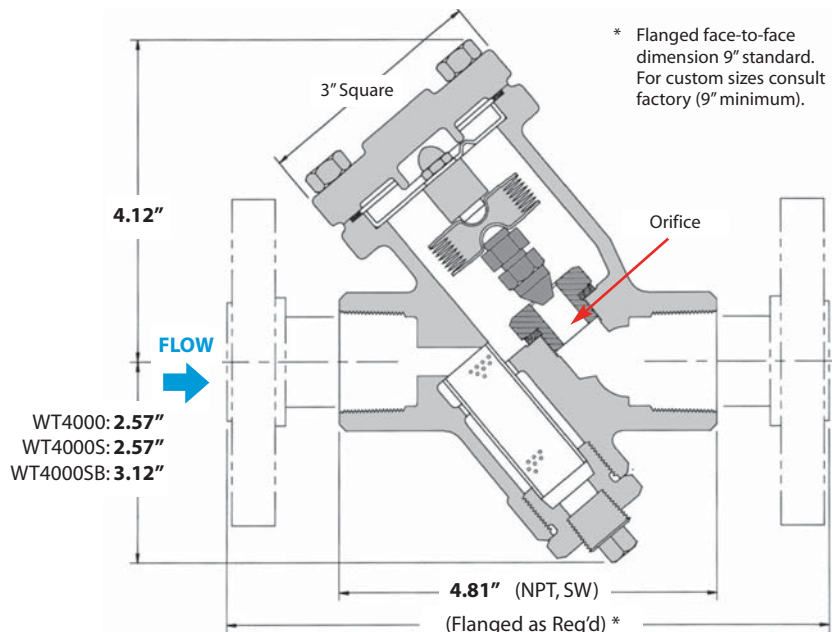 * Flanged face-to-face
dimension 9” standard.
For custom sizes consult
factory (9” minimum).
3” Square
4.12”
Orifice
FLOW
WT4000: 2.57”
WT4000S: 2.57”
WT4000SB: 3.12”
4.81” (NPT, SW)
(Flanged as Req’d) *